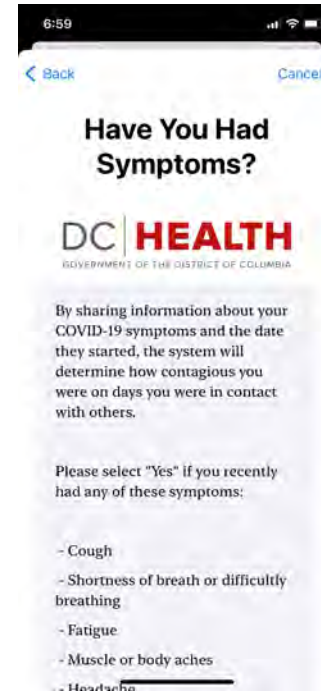 6:59
Back
Cancel
Have You Had
Symptoms?
DC HEALTH
GOVERNMENT OF THE DISTRICT OF COLUMBIA
By sharing information about your
COVID-19 symptoms and the date
they started, the system will
determine how contagious you
were on days you were in contact
with others.
Please select "Yes" if you recently
had any of these symptoms:
- Cough
- Shortness of breath or difficultly
breathing
- Fatigue
- Muscle or body aches
- Headache